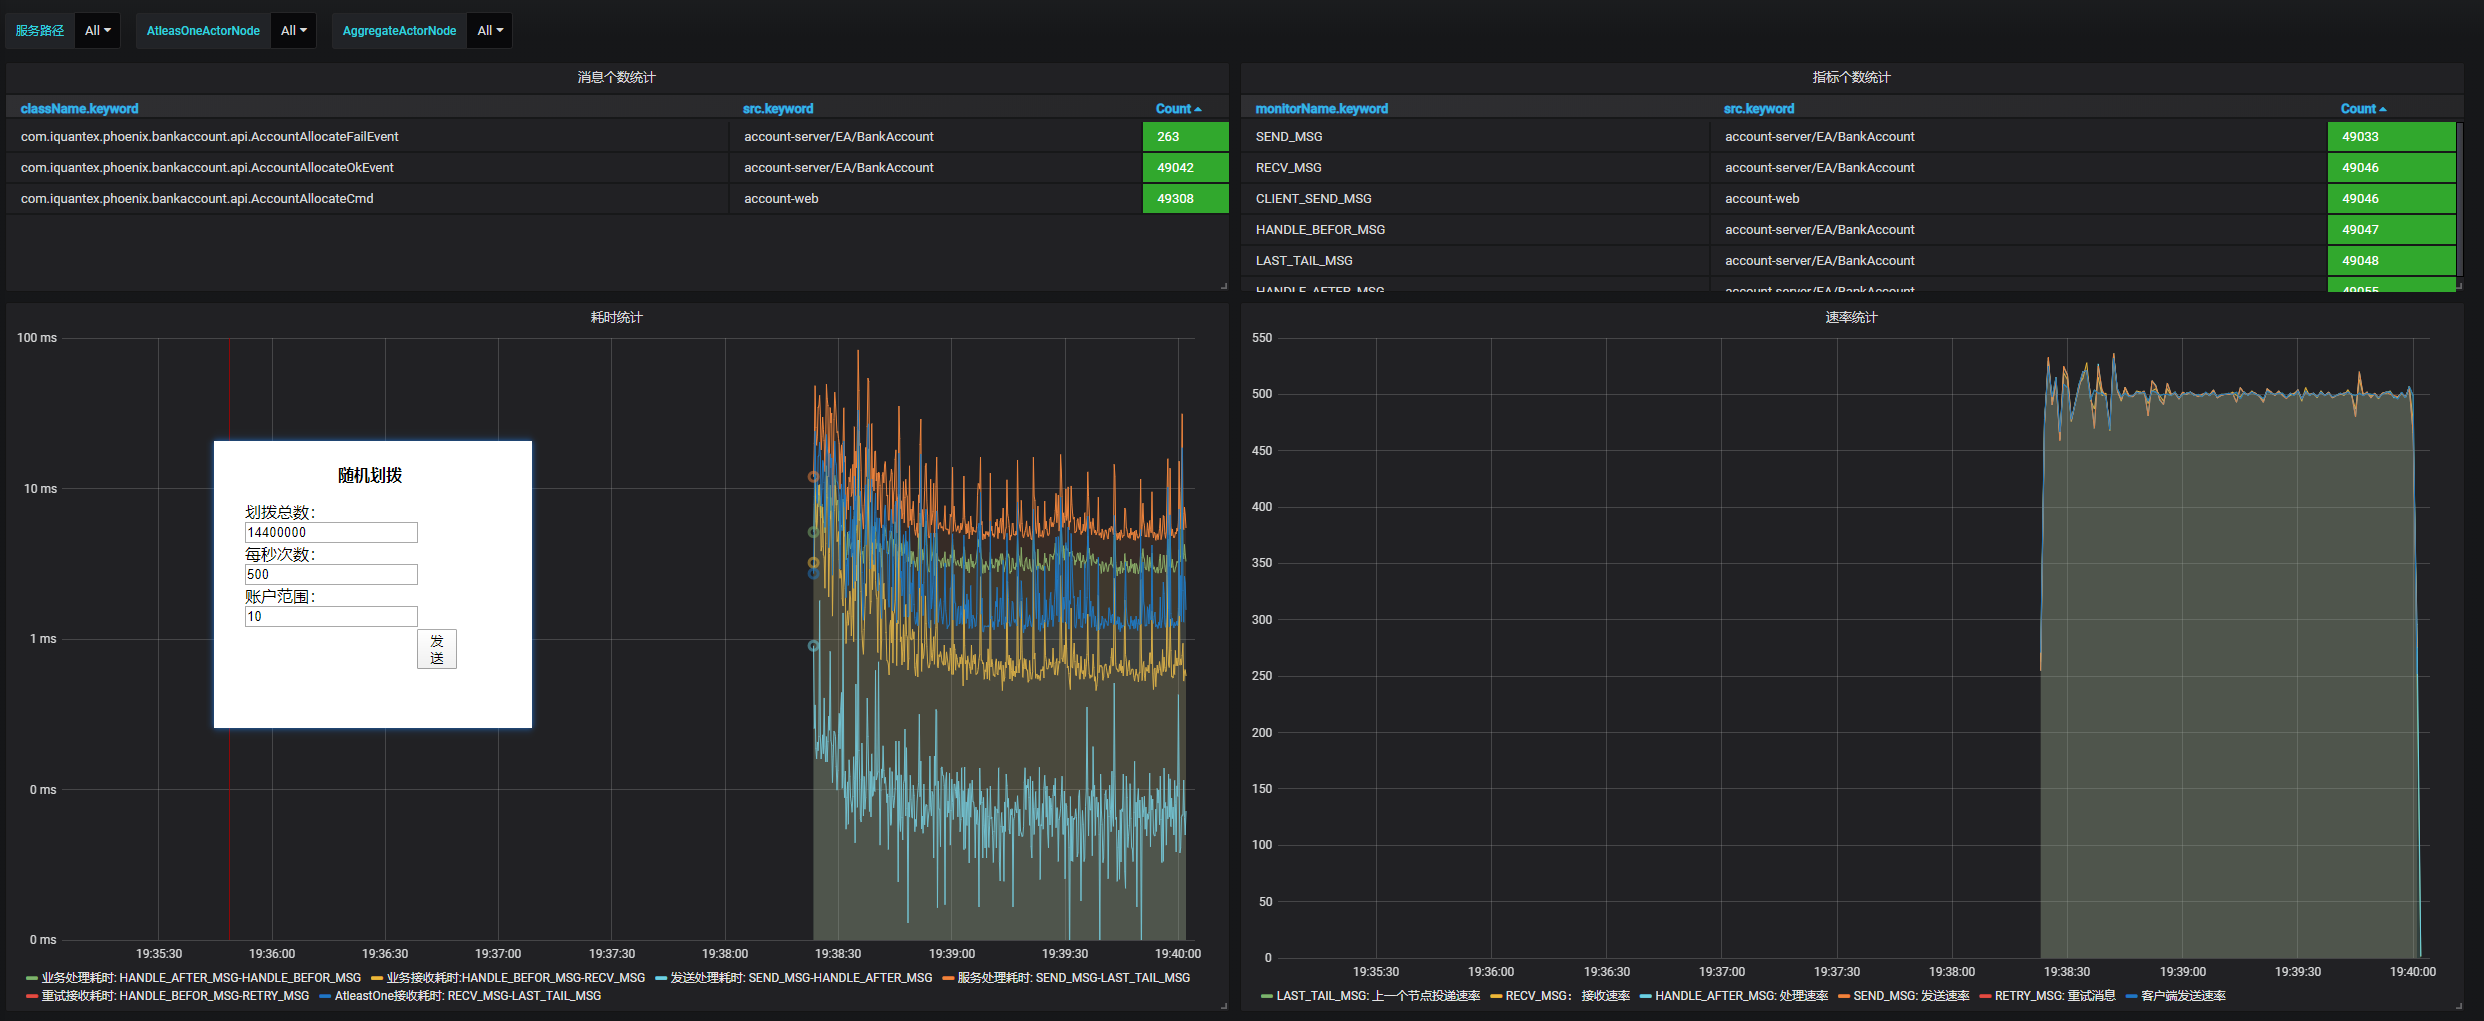 服务路径 All AtleasOneActorNode All AggregateActorNode All
消息个数统计
className.keyword src.keyword Count
com.iquantex.phoenix.bankaccount.api.AccountAllocateFailEvent account-server/EA/BankAccount 263
com.iquantex.phoenix.bankaccount.api.AccountAllocateOkEvent account-server/EA/BankAccount 49042
com.iquantex.phoenix.bankaccount.api.AccountAllocateCmd account-web 49308
指标个数统计
monitorName.keyword src.keyword Count
SEND_MSG account-server/EA/BankAccount 49033
RECV_MSG account-server/EA/BankAccount 49046
CLIENT_SEND_MSG account-web 49046
HANDLE_BEFOR_MSG account-server/EA/BankAccount 49047
LAST_TAIL_MSG account-server/EA/BankAccount 49048
HANDLE_AFTER_MSG account-server/EA/BankAccount 49055
耗时统计
100 ms
10 ms
1 ms
0 ms
0 ms
随机划拨
划拨总数：
14400000
每秒次数：
500
账户范围：
10
发
送
19:35:30 19:36:00 19:36:30 19:37:00 19:37:30 19:38:00 19:38:30 19:39:00 19:39:30 19:40:00
业务处理耗时: HANDLE_AFTER_MSG-HANDLE_BEFOR_MSG 业务接收耗时:HANDLE_BEFOR_MSG-RECV_MSG 发送处理耗时: SEND_MSG-HANDLE_AFTER_MSG 服务处理耗时: SEND_MSG-LAST_TAIL_MSG
重试接收耗时: HANDLE_BEFOR_MSG-RETRY_MSG AtleastOne接收耗时: RECV_MSG-LAST_TAIL_MSG
速率统计
550
500
450
400
350
300
250
200
150
100
50
0
19:35:30 19:36:00 19:36:30 19:37:00 19:37:30 19:38:00 19:38:30 19:39:00 19:39:30 19:40:00
LAST_TAIL_MSG: 上一个节点投递速率 RECV_MSG： 接收速率 HANDLE_AFTER_MSG: 处理速率 SEND_MSG: 发送速率 RETRY_MSG: 重试消息 客户端发送速率